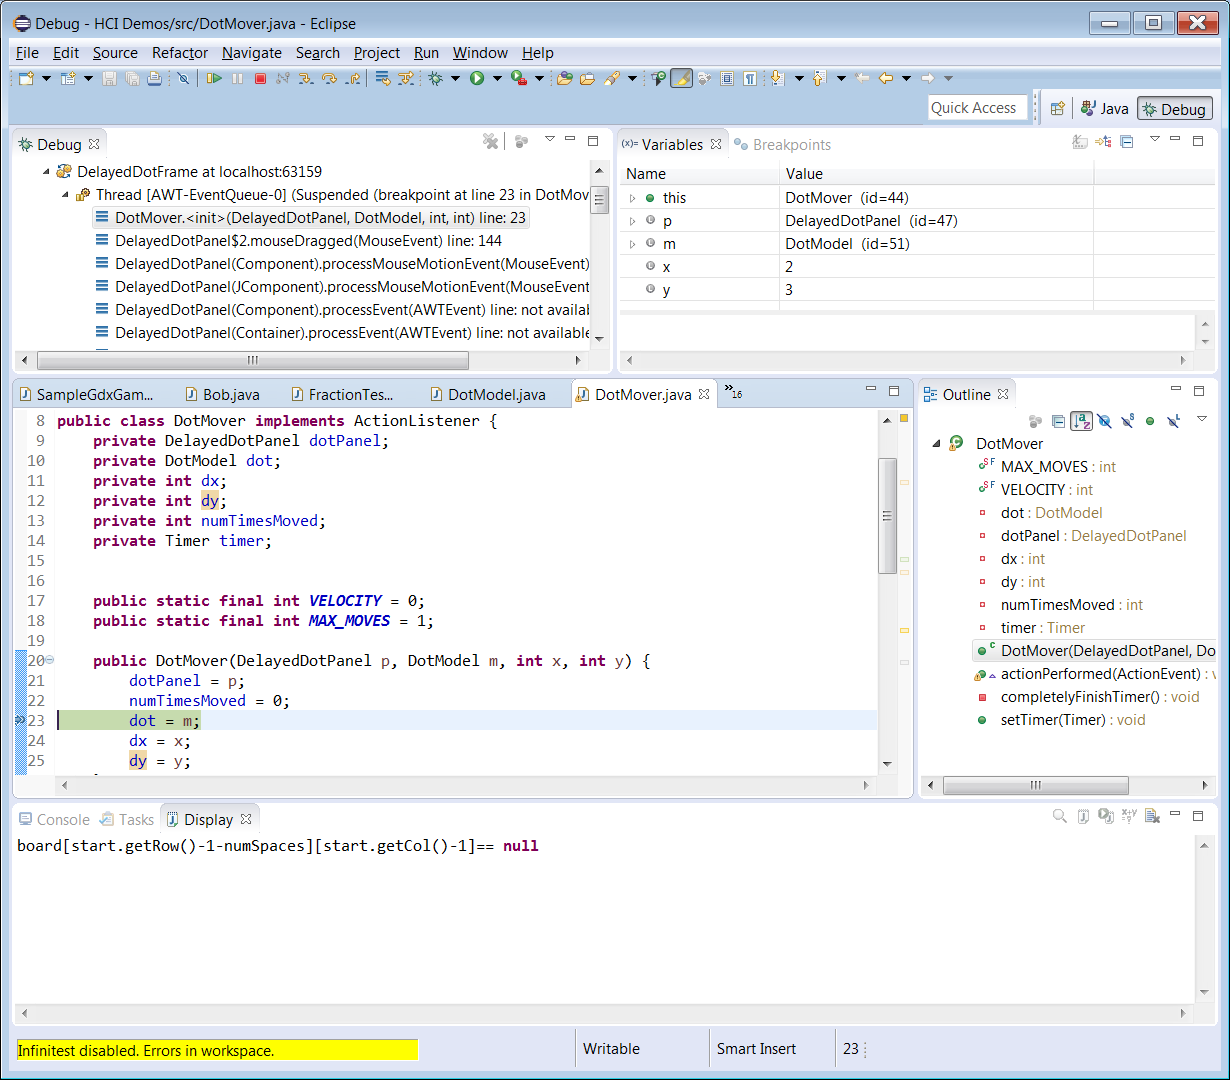 Debug - HCI Demos/src/DotMover.java - Eclipse
File Edit Source Refactor Navigate Search Project Run Window Help
Quick Access Java Debug
Debug
DelayedDotFrame at localhost:63159
Thread [AWT-EventQueue-0] (Suspended (breakpoint at line 23 in DotMov
DotMover.<init>(DelayedDotPanel, DotModel, int, int) line: 23
DelayedDotPanel$2.mouseDragged(MouseEvent) line: 144
DelayedDotPanel(Component).processMouseMotionEvent(MouseEvent)
DelayedDotPanel(JComponent).processMouseMotionEvent(MouseEven
DelayedDotPanel(Component).processEvent(AWTEvent) line: not availal
DelayedDotPanel(Container).processEvent(AWTEvent) line: not available
(x)= Variables Breakpoints
Name Value
this DotMover (id=44)
p DelayedDotPanel (id=47)
m DotModel (id=51)
x 2
y 3
SampleGdxGam... Bob.java FractionTes... DotModel.java DotMover.java »16
8 public class DotMover implements ActionListener {
9 private DelayedDotPanel dotPanel;
10 private DotModel dot;
11 private int dx;
12 private int dy;
13 private int numTimesMoved;
14 private Timer timer;
15
16
17 public static final int VELOCITY = 0;
18 public static final int MAX_MOVES = 1;
19
20 public DotMover(DelayedDotPanel p, DotModel m, int x, int y) {
21 dotPanel = p;
22 numTimesMoved = 0;
23 dot = m;
24 dx = x;
25 dy = y;
Outline
DotMover
MAX_MOVES : int
VELOCITY : int
dot : DotModel
dotPanel : DelayedDotPanel
dx : int
dy : int
numTimesMoved : int
timer : Timer
DotMover(DelayedDotPanel, Do
actionPerformed(ActionEvent) : v
completelyFinishTimer() : void
setTimer(Timer) : void
Console Tasks Display
board[start.getRow()-1-numSpaces][start.getCol()-1]== null
Infinitest disabled. Errors in workspace. Writable Smart Insert 23